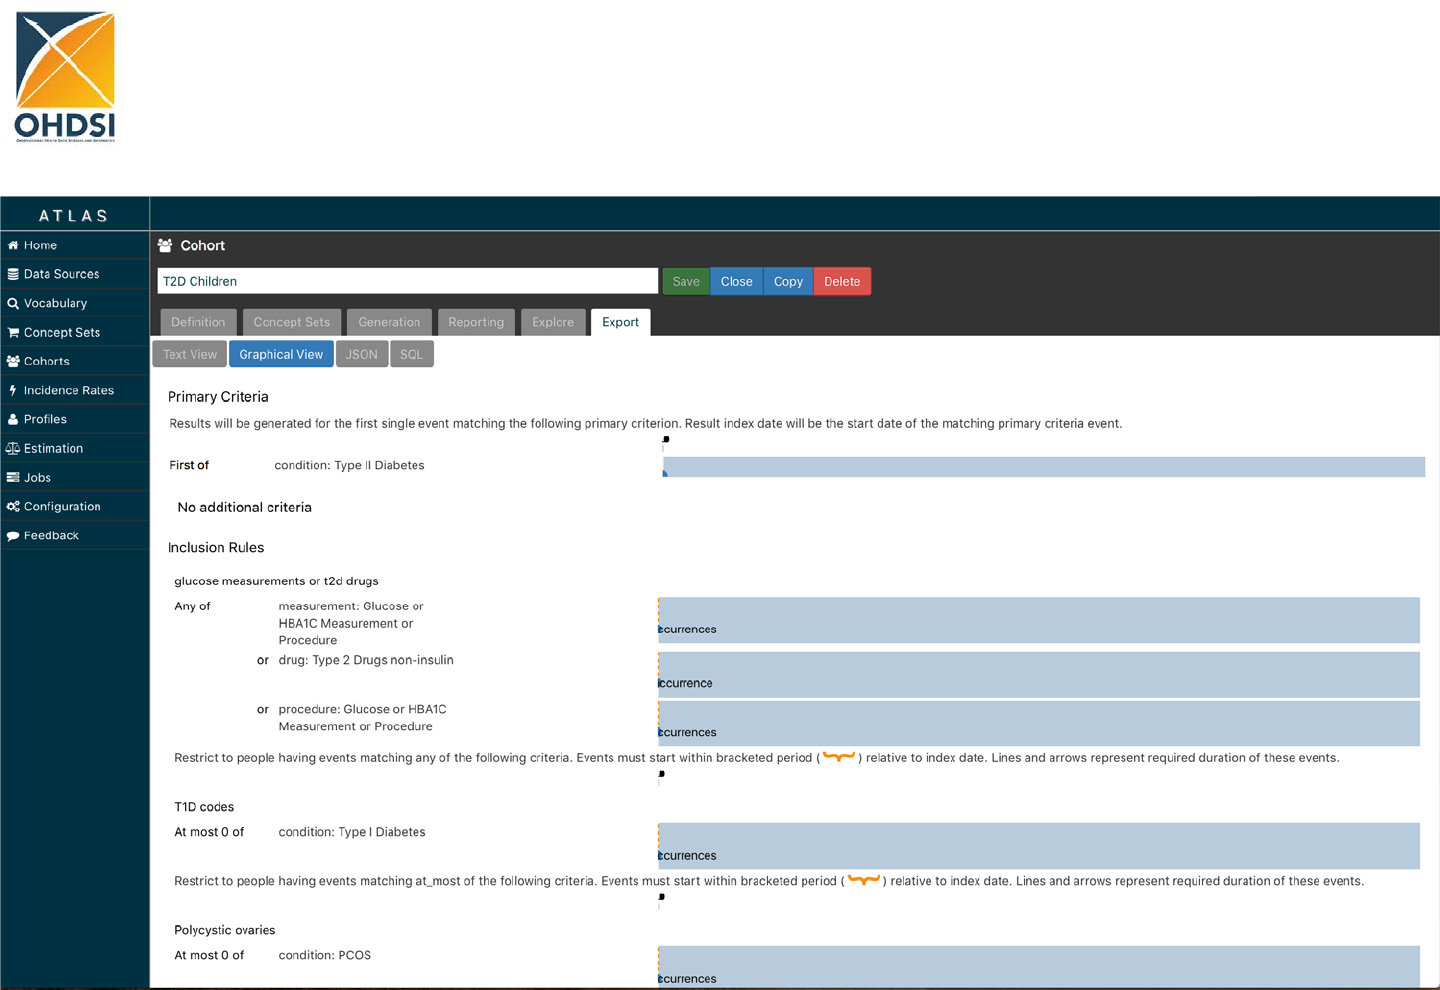 OHDSI
OBSERVATIONAL HEALTH DATA SCIENCES AND INFORMATICS
ATLAS
Home
Data Sources
Vocabulary
Concept Sets
Cohorts
Incidence Rates
Profiles
Estimation
Jobs
Configuration
Feedback
Cohort
T2D Children
Save Close Copy Delete
Definition Concept Sets Generation Reporting Explore Export
Text View Graphical View JSON SQL
Primary Criteria
Results will be generated for the first single event matching the following primary criterion. Result index date will be the start date of the matching primary criteria event.
First of condition: Type II Diabetes
No additional criteria
Inclusion Rules
glucose measurements or t2d drugs
Any of measurement: Glucose or
HBA1C Measurement or
Procedure
ccurrences
or drug: Type 2 Drugs non-insulin
ccurrence
or procedure: Glucose or HBA1C
Measurement or Procedure
ccurrences
Restrict to people having events matching any of the following criteria. Events must start within bracketed period ( ) relative to index date. Lines and arrows represent required duration of these events.
T1D codes
At most 0 of condition: Type I Diabetes
ccurrences
Restrict to people having events matching at_most of the following criteria. Events must start within bracketed period ( ) relative to index date. Lines and arrows represent required duration of these events.
Polycystic ovaries
At most 0 of condition: PCOS
ccurrences